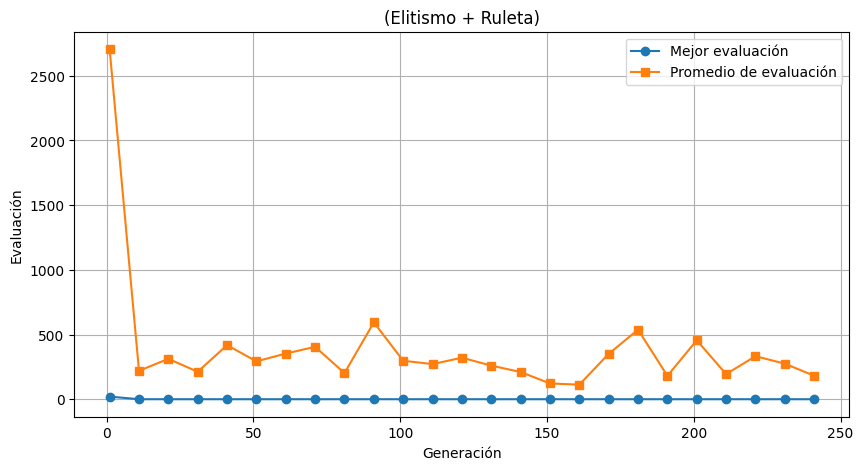 (Elitismo + Ruleta)
Mejor evaluación
Promedio de evaluación
2500
2000
1500
1000
500
0
Evaluación
0 50 100 150 200 250
Generación